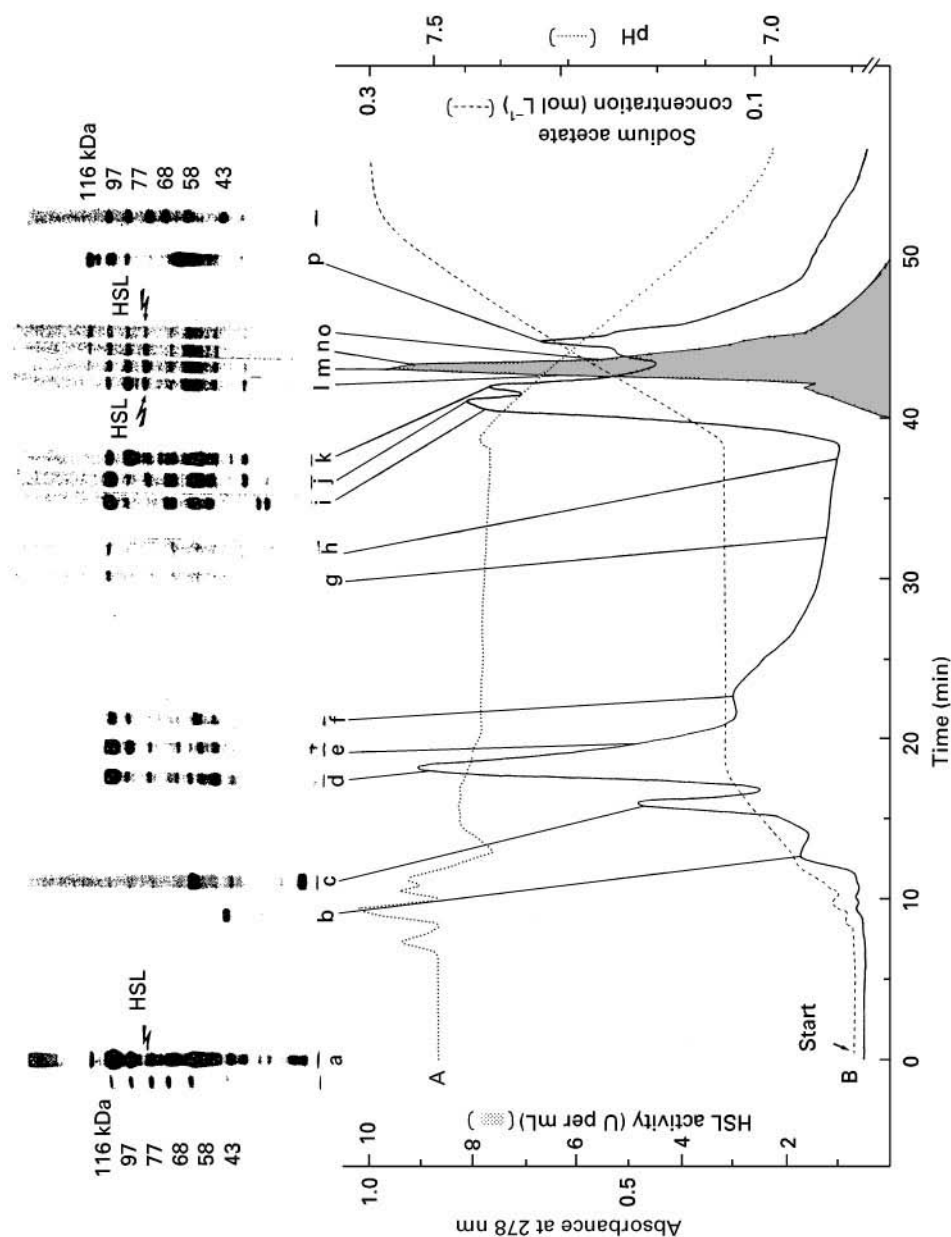 116 kDa
97
77
68
58
43
HSL
HSL
HSL
116 kDa
97
77
68
58
43
a
b
c
d
e
f
g
h
i
j
k
l
m
n
o
p
A
B
Start
HSL activity (U per mL) ( )
10
8
6
4
2
Absorbance at 278 nm
1.0
0.5
0
10
20
30
40
50
Time (min)
0.3
0.1
Sodium acetate
concentration (mol L⁻¹)
(-----)
7.5
7.0
pH
(........)